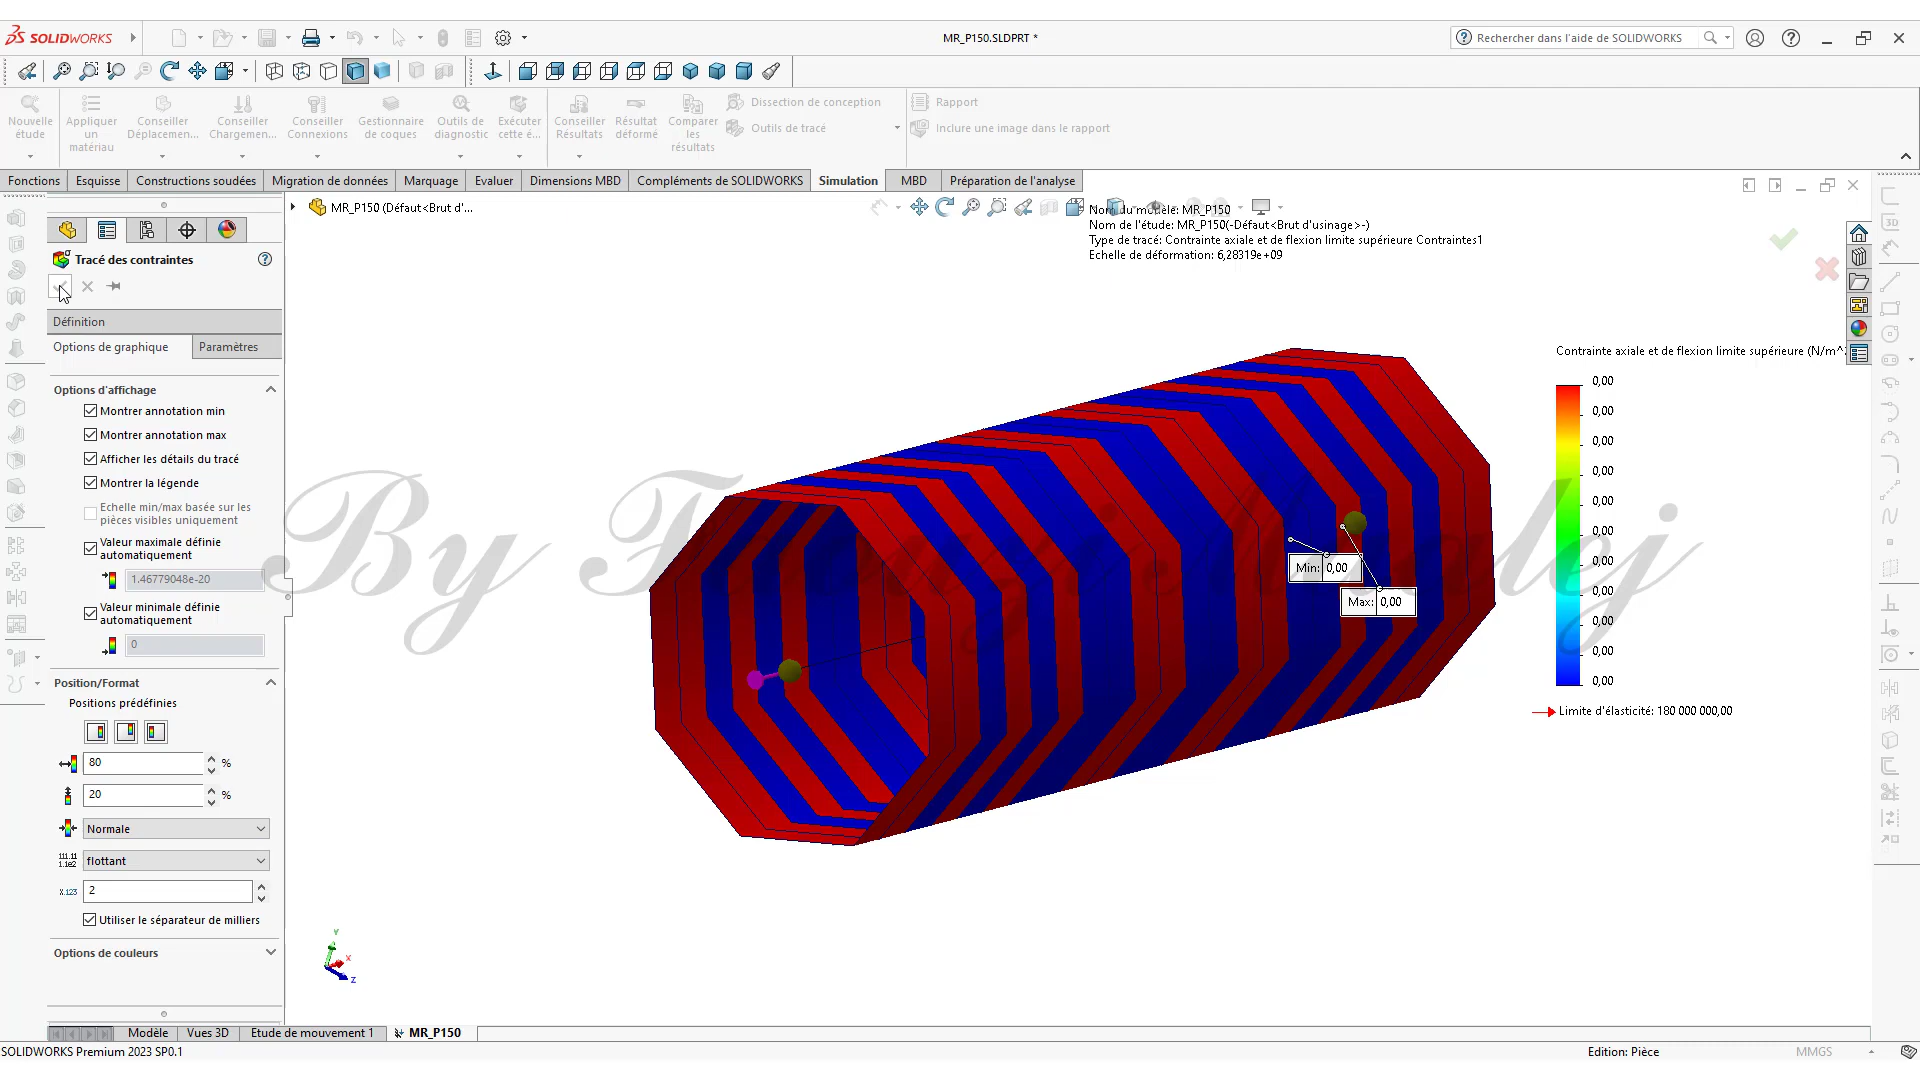 SOLIDWORKS
MR_P150.SLDPRT *
Rechercher dans l'aide de SOLIDWORKS
Nouvelle étude
Appliquer un matériau
Conseiller Déplacemen...
Conseiller Chargemen...
Conseiller Connexions
Gestionnaire de coques
Outils de diagnostic
Exécuter cette é...
Conseiller Résultats
Résultat déformé
Comparer les résultats
Dissection de conception
Outils de tracé
Rapport
Inclure une image dans le rapport
Fonctions
Esquisse
Constructions soudées
Migration de données
Marquage
Evaluer
Dimensions MBD
Compléments de SOLIDWORKS
Simulation
MBD
Préparation de l'analyse
MR_P150 (Défaut<Brut d'...
Nom du modèle: MR_P150
Nom de l'étude: MR_P150(-Défaut<Brut d'usinage>-)
Type de tracé: Contrainte axiale et de flexion limite supérieure Contraintes1
Echelle de déformation: 6,28319e+09
Tracé des contraintes
Définition
Options de graphique
Paramètres
Options d'affichage
Montrer annotation min
Montrer annotation max
Afficher les détails du tracé
Montrer la légende
Echelle min/max basée sur les
pièces visibles uniquement
Valeur maximale définie
automatiquement
1.46779048e-20
Valeur minimale définie
automatiquement
0
Position/Format
Positions prédéfinies
80 %
20 %
Normale
111.11
1.1e2
flottant
x.123
2
Utiliser le séparateur de milliers
Options de couleurs
Contrainte axiale et de flexion limite supérieure (N/m^
0,00
0,00
0,00
0,00
0,00
0,00
0,00
0,00
0,00
0,00
0,00
Limite d'élasticité: 180 000 000,00
Min: 0,00
Max: 0,00
By
Y
X
Z
Modèle
Vues 3D
Etude de mouvement 1
MR_P150
SOLIDWORKS Premium 2023 SP0.1
Edition: Pièce
MMGS